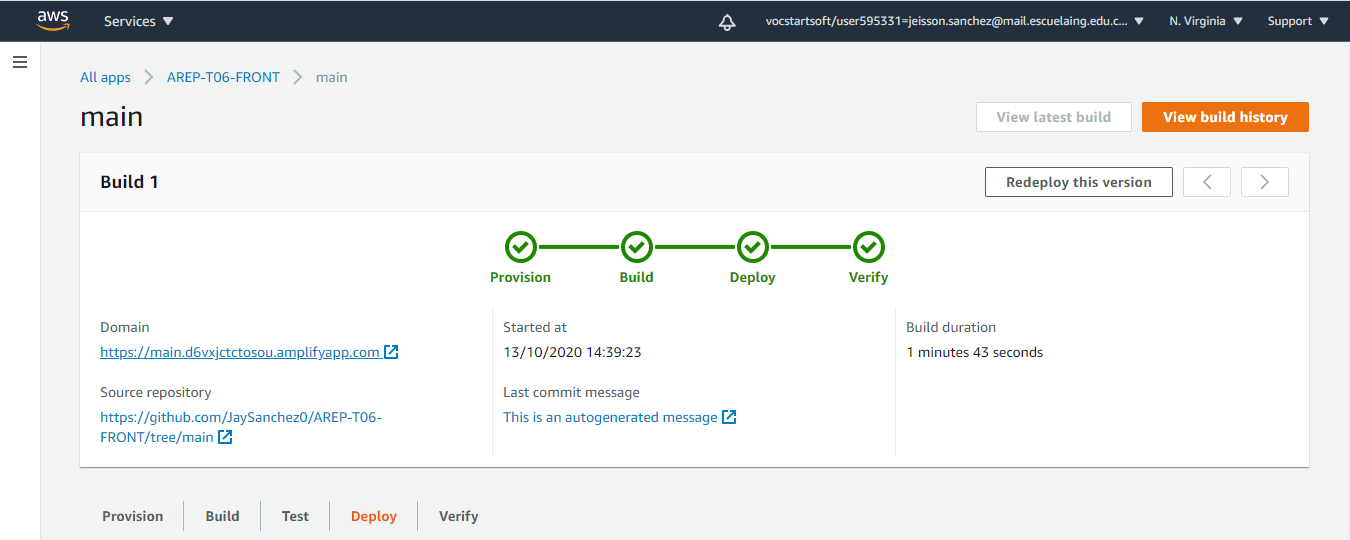 aws
Services
vocstartsoft/user595331=jeisson.sanchez@mail.escuelaing.edu.c...
N. Virginia
Support
All apps
AREP-T06-FRONT
main
main
View latest build
View build history
Build 1
Redeploy this version
Provision
Build
Deploy
Verify
Domain
https://main.d6vxjctctosou.amplifyapp.com
Source repository
https://github.com/JaySanchez0/AREP-T06-
FRONT/tree/main
Started at
13/10/2020 14:39:23
Last commit message
This is an autogenerated message
Build duration
1 minutes 43 seconds
Provision
Build
Test
Deploy
Verify